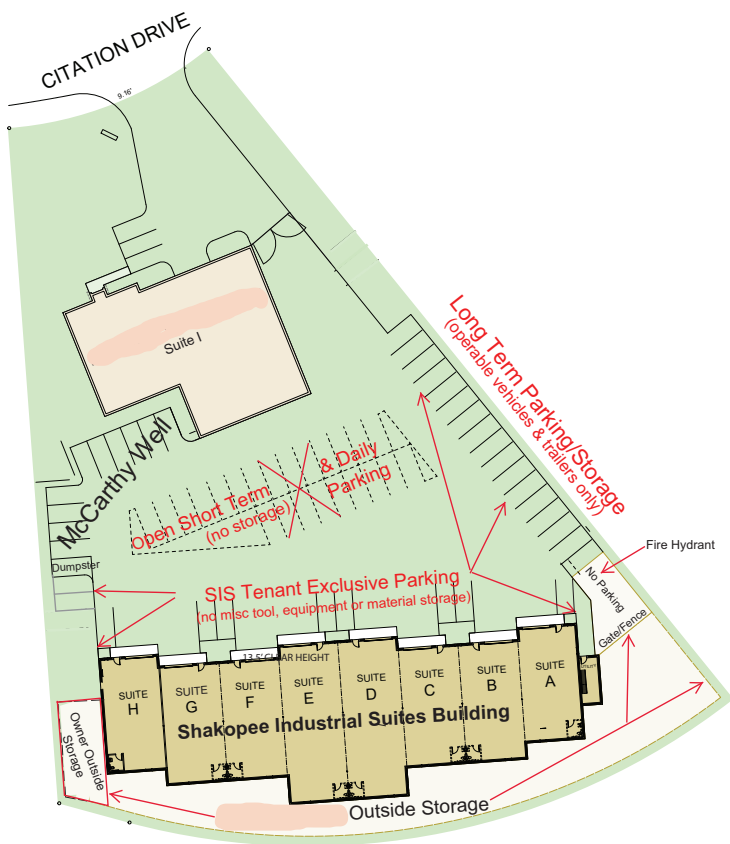 CITATION DRIVE
9.16'
Suite I
Long Term Parking/Storage
(operable vehicles & trailers only)
McCarthy Well
Open Short Term
(no storage)
& Daily
Parking
Fire Hydrant
No Parking
Gate/Fence
Dumpster
SIS Tenant Exclusive Parking
(no misc tool, equipment or material storage)
13.5' CLEAR HEIGHT
SUITE
H
SUITE
G
SUITE
F
SUITE
E
SUITE
D
SUITE
C
SUITE
B
SUITE
A
Shakopee Industrial Suites Building
Owner Outside
Storage
Outside Storage